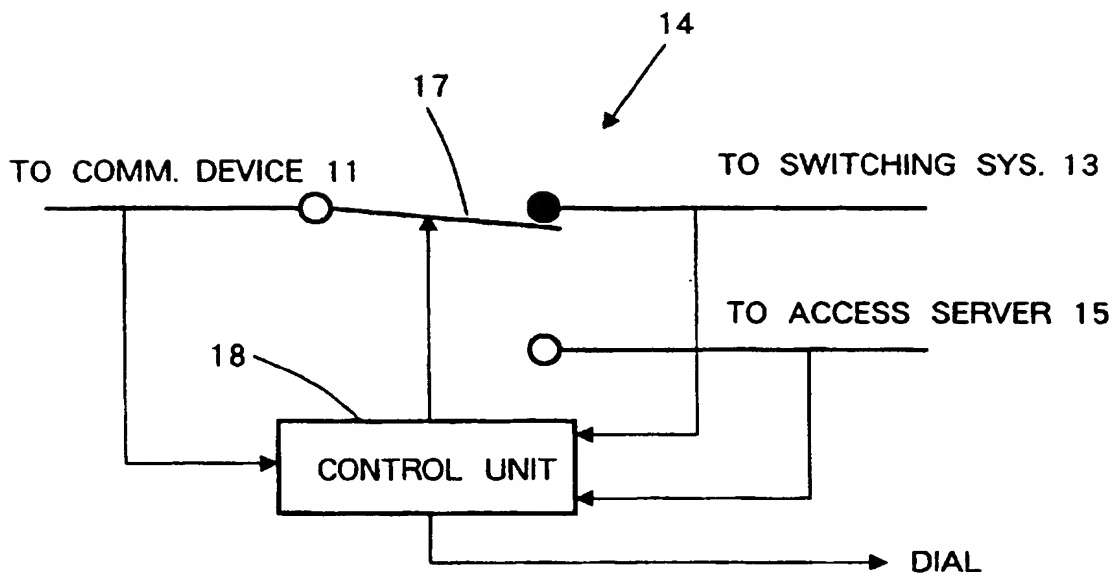 14
17
TO COMM. DEVICE 11
TO SWITCHING SYS. 13
TO ACCESS SERVER 15
18
CONTROL UNIT
DIAL